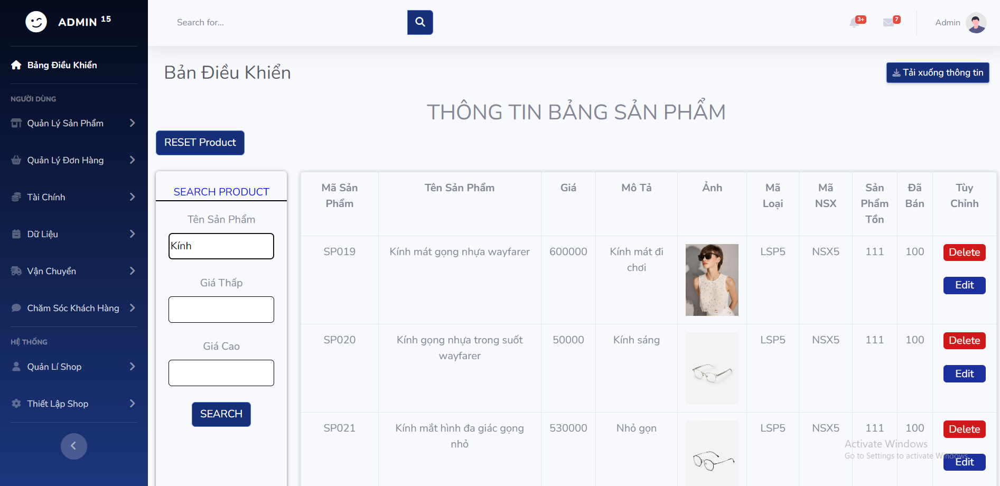 ADMIN 15
Search for...
3+
7
Admin
Bảng Điều Khiển
Bản Điều Khiển
Tải xuống thông tin
NGƯỜI DÙNG
Quản Lý Sản Phẩm
Quản Lý Đơn Hàng
Tài Chính
Dữ Liệu
Vận Chuyển
Chăm Sóc Khách Hàng
HỆ THỐNG
Quản Lí Shop
Thiết Lập Shop
THÔNG TIN BẢNG SẢN PHẨM
RESET Product
SEARCH PRODUCT
Tên Sản Phẩm
Kính
Giá Thấp
Giá Cao
SEARCH
Mã Sản
Phẩm
Tên Sản Phẩm
Giá
Mô Tả
Ảnh
Mã
Loại
Mã
NSX
Sản
Phẩm
Tồn
Đã
Bán
Tùy
Chỉnh
SP019
Kính mát gọng nhựa wayfarer
600000
Kính mát đi
chơi
LSP5
NSX5
111
100
Delete
Edit
SP020
Kính gọng nhựa trong suốt
wayfarer
50000
Kính sáng
LSP5
NSX5
111
100
Delete
Edit
SP021
Kính mắt hình đa giác gọng
nhỏ
530000
Nhỏ gọn
LSP5
NSX5
111
100
Delete
Edit
Activate Windows
Go to Settings to activate Windows.